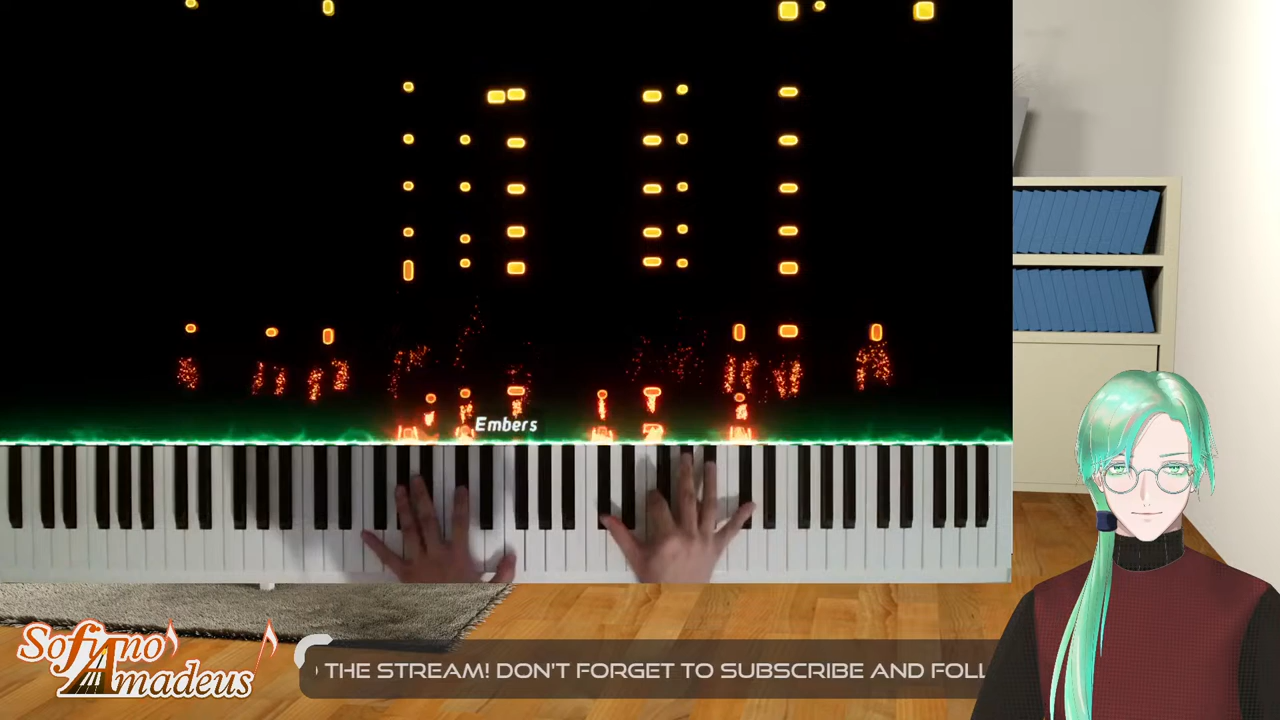 Embers
Sofiano
Amadeus
THE STREAM! DON'T FORGET TO SUBSCRIBE AND FOLL